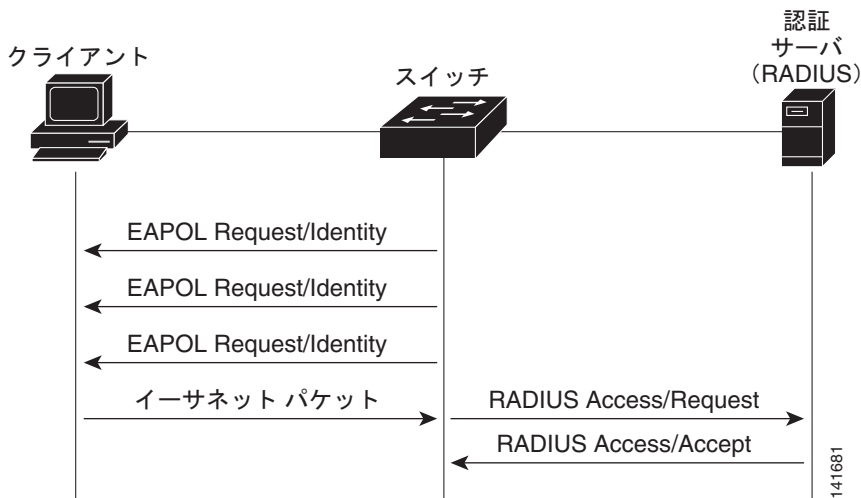 クライアント
スイッチ
認証
サーバ
（RADIUS）
EAPOL Request/Identity
EAPOL Request/Identity
EAPOL Request/Identity
イーサネット パケット
RADIUS Access/Request
RADIUS Access/Accept
141681